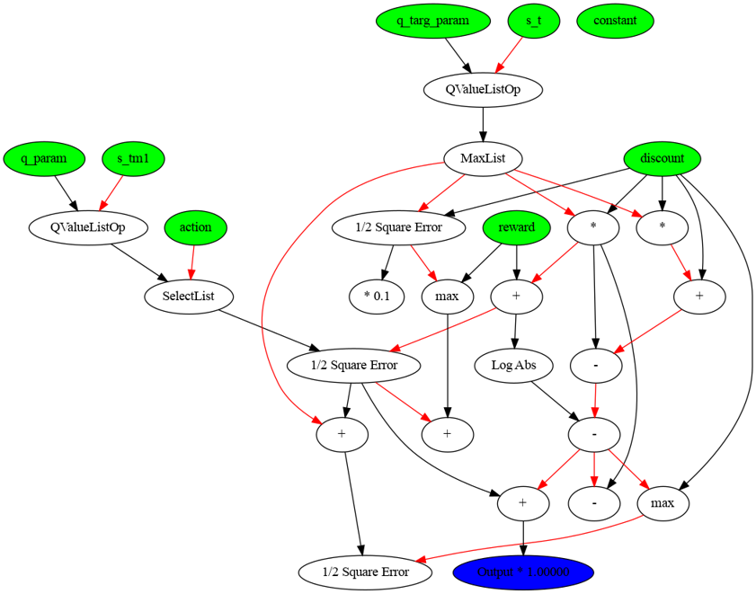 q_targ_param
s_t
constant
QValueListOp
q_param
s_tm1
MaxList
discount
QValueListOp
action
1/2 Square Error
reward
*
*
SelectList
* 0.1
max
+
+
1/2 Square Error
Log Abs
-
+
+
-
+
-
max
1/2 Square Error
Output * 1.00000